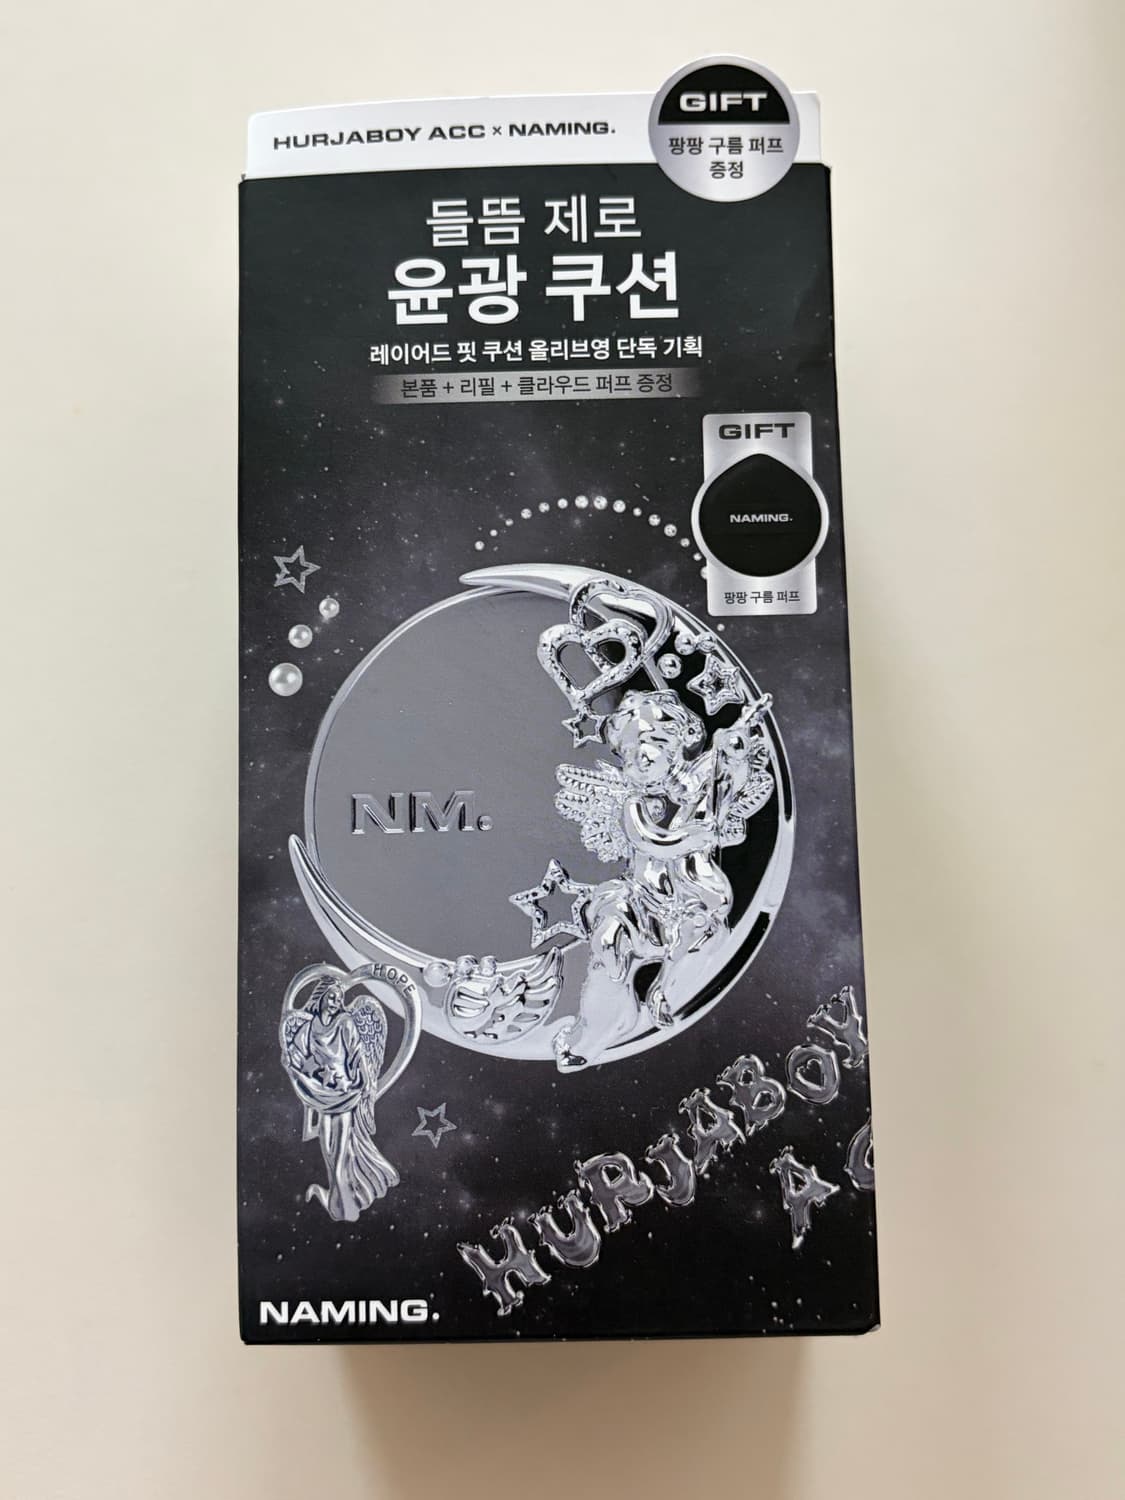 HURJABOY ACC × NAMING.
GIFT
팡팡 구름 퍼프
증정
들뜸 제로
윤광 쿠션
레이어드 핏 쿠션 올리브영 단독 기획
본품 + 리필 + 클라우드 퍼프 증정
GIFT
NAMING.
팡팡 구름 퍼프
NM.
HOPE
HURJABOY
AC
NAMING.